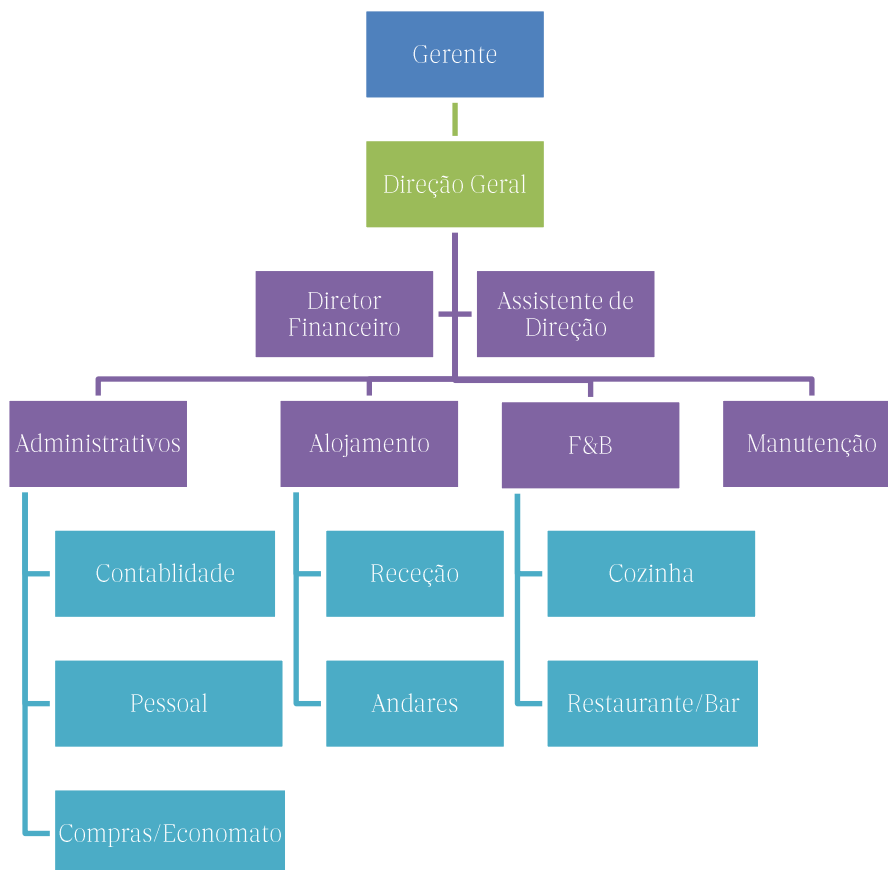 Gerente
Direção Geral
Diretor
Financeiro
Assistente de
Direção
Administrativos
Alojamento
F&B
Manutenção
Contablidade
Receção
Cozinha
Pessoal
Andares
Restaurante/Bar
Compras/Economato